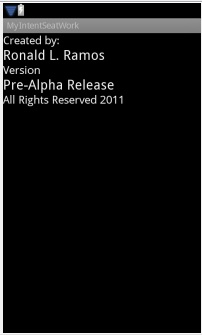 MyIntentSeatWork
Created by:
Ronald L. Ramos
Version
Pre-Alpha Release
All Rights Reserved 2011